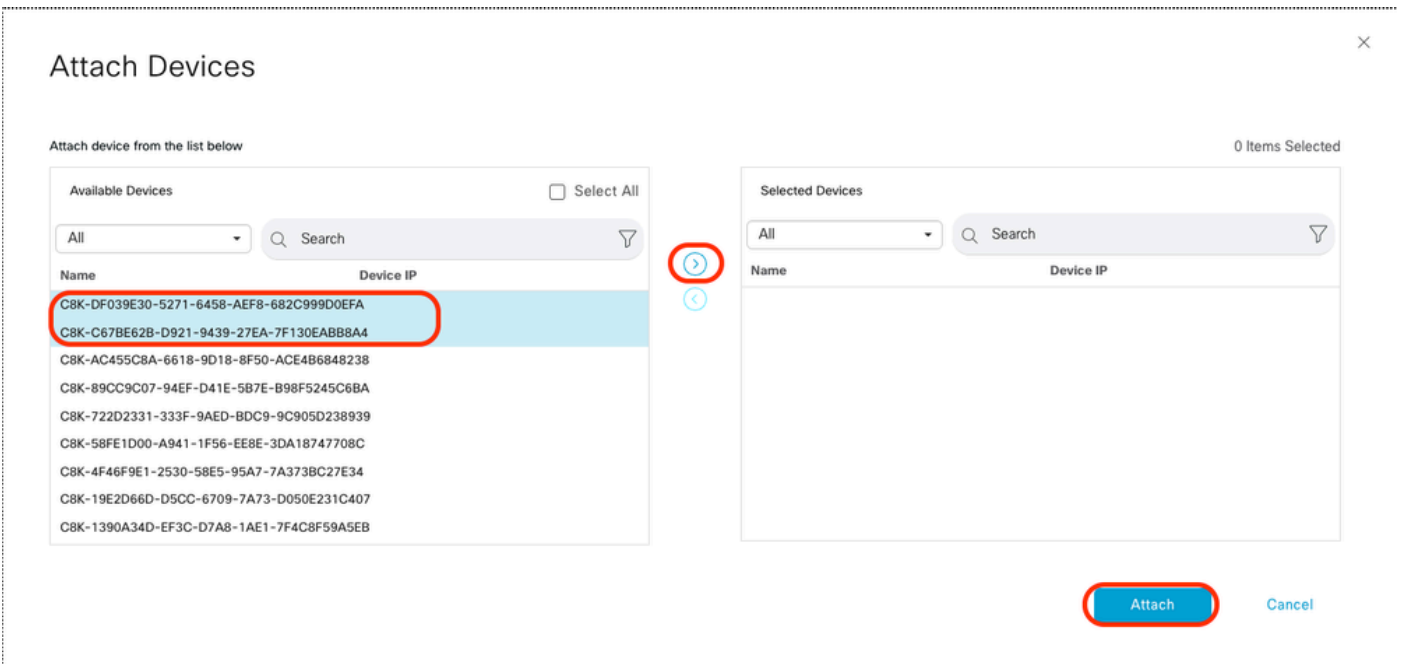 Attach Devices
Attach device from the list below
0 Items Selected
Available Devices
Select All
All
Search
Name Device IP
C8K-DF039E30-5271-6458-AEF8-682C999D0EFA
C8K-C67BE62B-D921-9439-27EA-7F130EABB8A4
C8K-AC455C8A-6618-9D18-8F50-ACE4B6848238
C8K-89CC9C07-94EF-D41E-5B7E-B98F5245C6BA
C8K-722D2331-333F-9AED-BDC9-9C905D238939
C8K-58FE1D00-A941-1F56-EE8E-3DA18747708C
C8K-4F46F9E1-2530-58E5-95A7-7A373BC27E34
C8K-19E2D66D-D5CC-6709-7A73-D050E231C407
C8K-1390A34D-EF3C-D7A8-1AE1-7F4C8F59A5EB
Selected Devices
All
Search
Name Device IP
Attach
Cancel